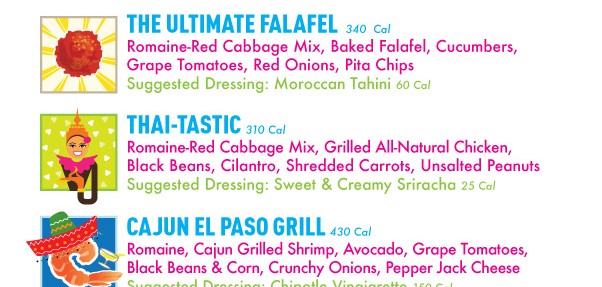 THE ULTIMATE FALAFEL 340 Cal
Romaine-Red Cabbage Mix, Baked Falafel, Cucumbers,
Grape Tomatoes, Red Onions, Pita Chips
Suggested Dressing: Moroccan Tahini 60 Cal
THAI-TASTIC 310 Cal
Romaine-Red Cabbage Mix, Grilled All-Natural Chicken,
Black Beans, Cilantro, Shredded Carrots, Unsalted Peanuts
Suggested Dressing: Sweet & Creamy Sriracha 25 Cal
CAJUN EL PASO GRILL 430 Cal
Romaine, Cajun Grilled Shrimp, Avocado, Grape Tomatoes,
Black Beans & Corn, Crunchy Onions, Pepper Jack Cheese
Suggested Dressing: Chipotle Vinaigrette 150 Cal